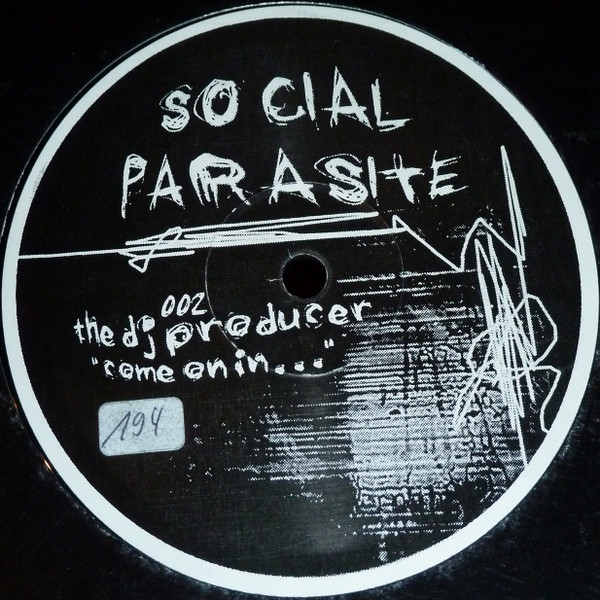 SOCIAL
PARASITE
002
the dj producer
"come on in..."
194